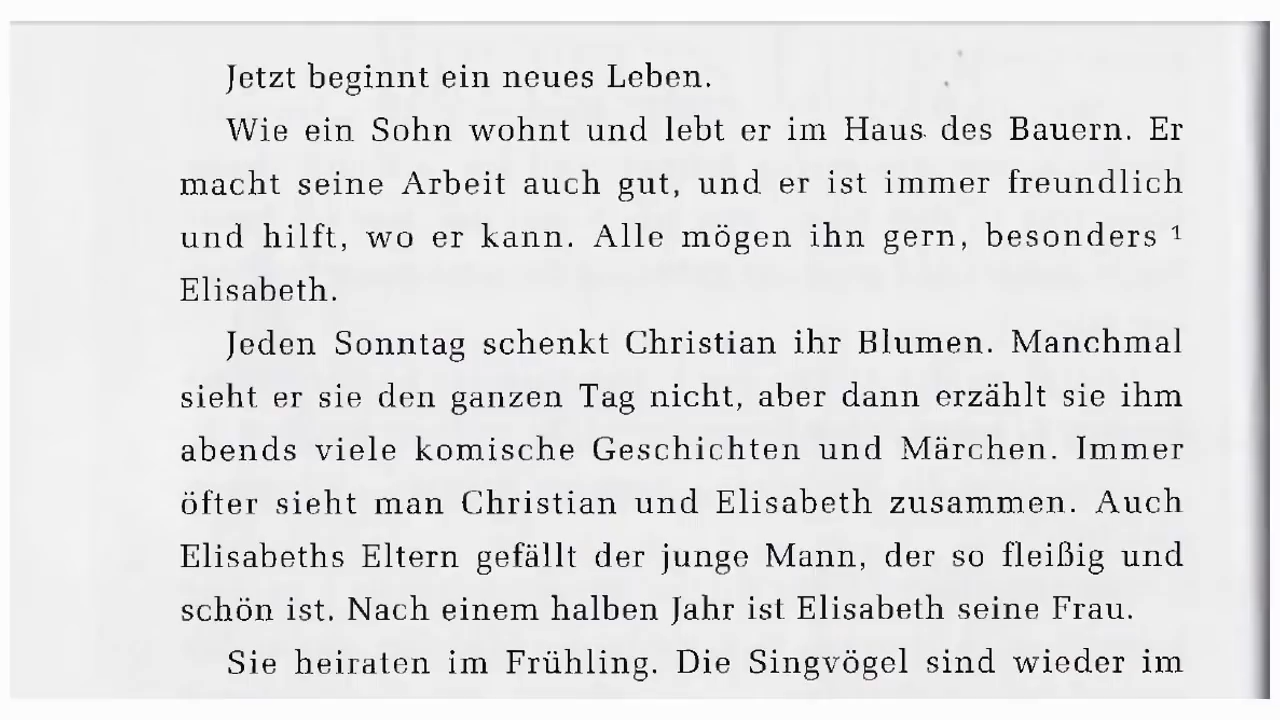 Jetzt beginnt ein neues Leben.
Wie ein Sohn wohnt und lebt er im Haus des Bauern. Er
macht seine Arbeit auch gut, und er ist immer freundlich
und hilft, wo er kann. Alle mögen ihn gern, besonders ¹
Elisabeth.
Jeden Sonntag schenkt Christian ihr Blumen. Manchmal
sieht er sie den ganzen Tag nicht, aber dann erzählt sie ihm
abends viele komische Geschichten und Märchen. Immer
öfter sieht man Christian und Elisabeth zusammen. Auch
Elisabeths Eltern gefällt der junge Mann, der so fleißig und
schön ist. Nach einem halben Jahr ist Elisabeth seine Frau.
Sie heiraten im Frühling. Die Singvögel sind wieder im